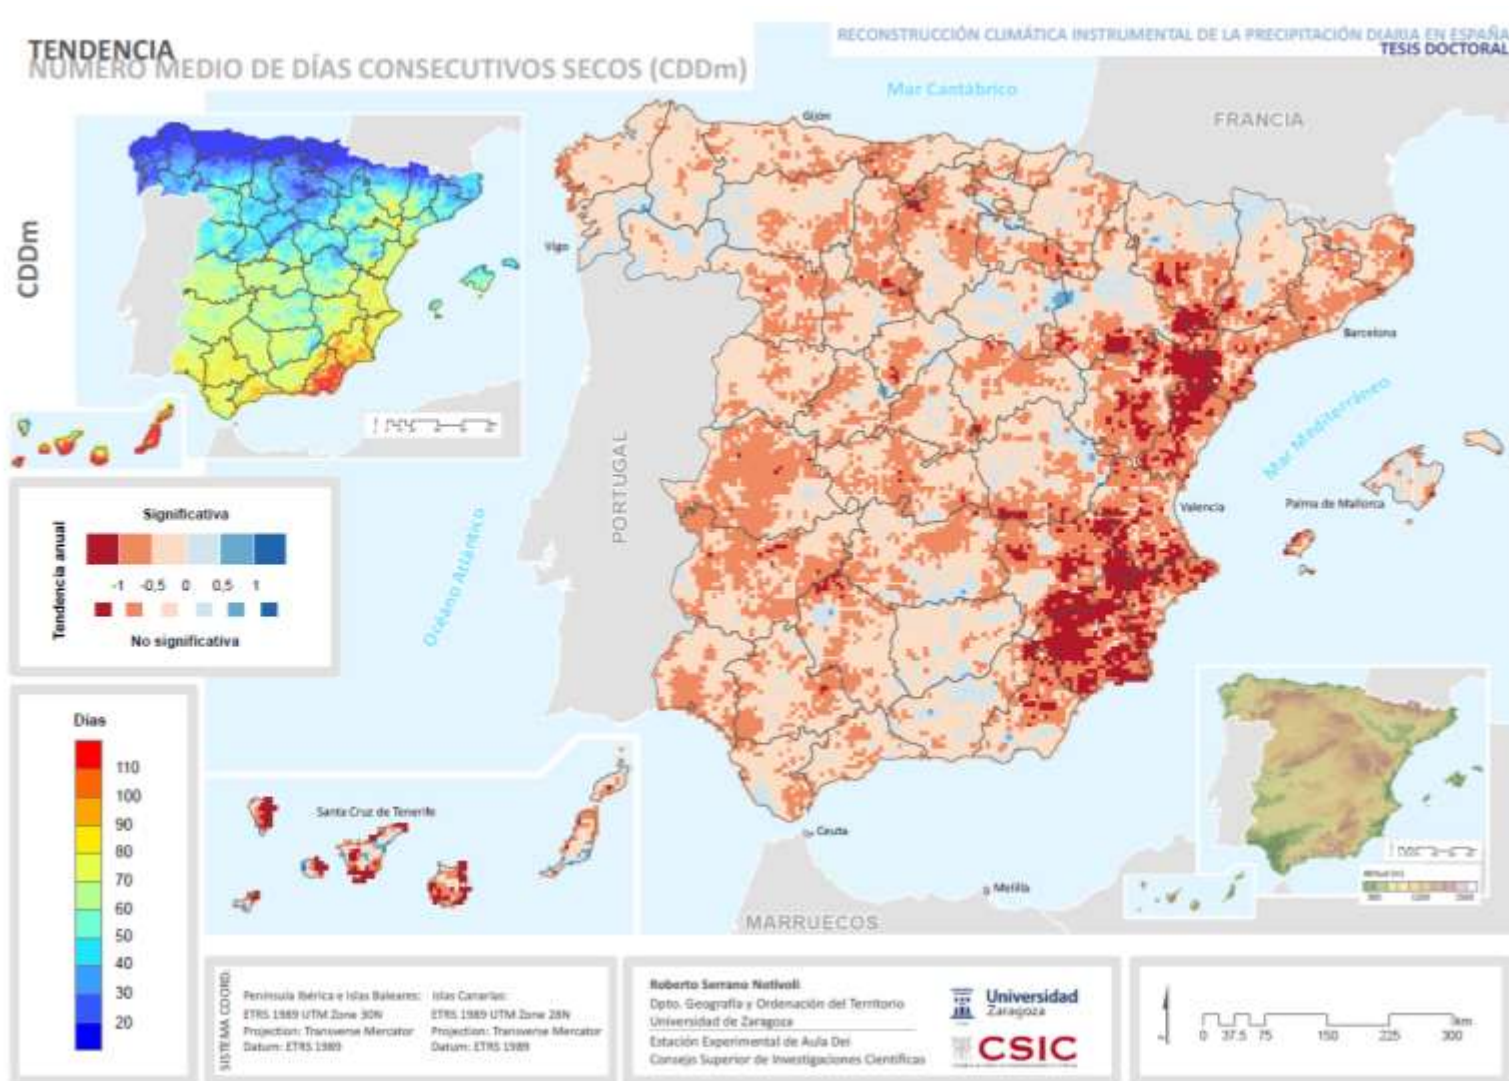 TENDENCIA
NÚMERO MEDIO DE DÍAS CONSECUTIVOS SECOS (CDDm)
RECONSTRUCCIÓN CLIMÁTICA INSTRUMENTAL DE LA PRECIPITACIÓN DIARIA EN ESPAÑA
TESIS DOCTORAL
Mar Cantábrico
FRANCIA
Gijón
CDDm
Vigo
Barcelona
Mar Mediterráneo
PORTUGAL
Océano Atlántico
Valencia
Palma de Mallorca
Tendencia anual
Significativa
-1 -0,5 0 0,5 1
No significativa
Días
110
100
90
80
70
60
50
40
30
20
Santa Cruz de Tenerife
Ceuta
Melilla
MARRUECOS
SISTEMA COORD.
Península Ibérica e Islas Baleares:
ETRS 1989 UTM Zone 30N
Projection: Transverse Mercator
Datum: ETRS 1989
Islas Canarias:
ETRS 1989 UTM Zone 28N
Projection: Transverse Mercator
Datum: ETRS 1989
Roberto Serrano Notivoli
Dpto. Geografía y Ordenación del Territorio
Universidad de Zaragoza
Estación Experimental de Aula Dei
Consejo Superior de Investigaciones Científicas
Universidad
Zaragoza
CSIC
km
0 37.5 75 150 225 300